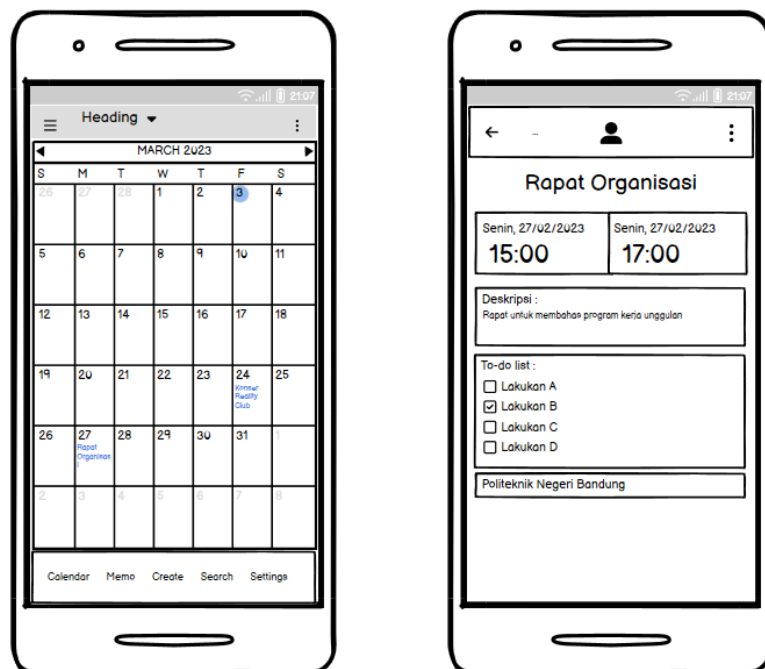 21:07
Heading
MARCH 2023
S M T W T F S
26 27 28 1 2 3 4
5 6 7 8 9 10 11
12 13 14 15 16 17 18
19 20 21 22 23 24 25
Konser
Reality
Club
26 27 28 29 30 31 1
Rapat
Organisasi
2 3 4 5 6 7 8
Calendar Memo Create Search Settings
21:07
Rapat Organisasi
Senin, 27/02/2023
15:00
Senin, 27/02/2023
17:00
Deskripsi :
Rapat untuk membahas program kerja unggulan
To-do list :
Lakukan A
Lakukan B
Lakukan C
Lakukan D
Politeknik Negeri Bandung